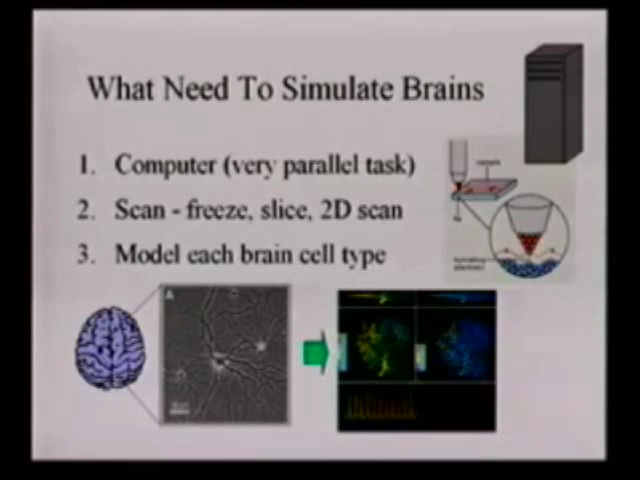 What Need To Simulate Brains
1. Computer (very parallel task)
2. Scan - freeze, slice, 2D scan
3. Model each brain cell type
A